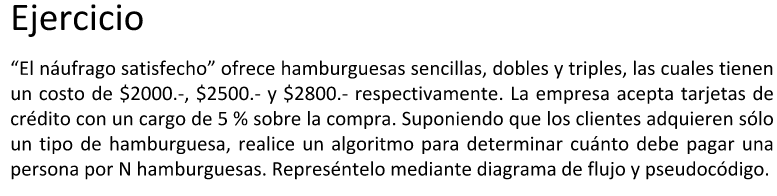 Ejercicio
“El náufrago satisfecho” ofrece hamburguesas sencillas, dobles y triples, las cuales tienen
un costo de $2000.-, $2500.- y $2800.- respectivamente. La empresa acepta tarjetas de
crédito con un cargo de 5 % sobre la compra. Suponiendo que los clientes adquieren sólo
un tipo de hamburguesa, realice un algoritmo para determinar cuánto debe pagar una
persona por N hamburguesas. Represéntelo mediante diagrama de flujo y pseudocódigo.